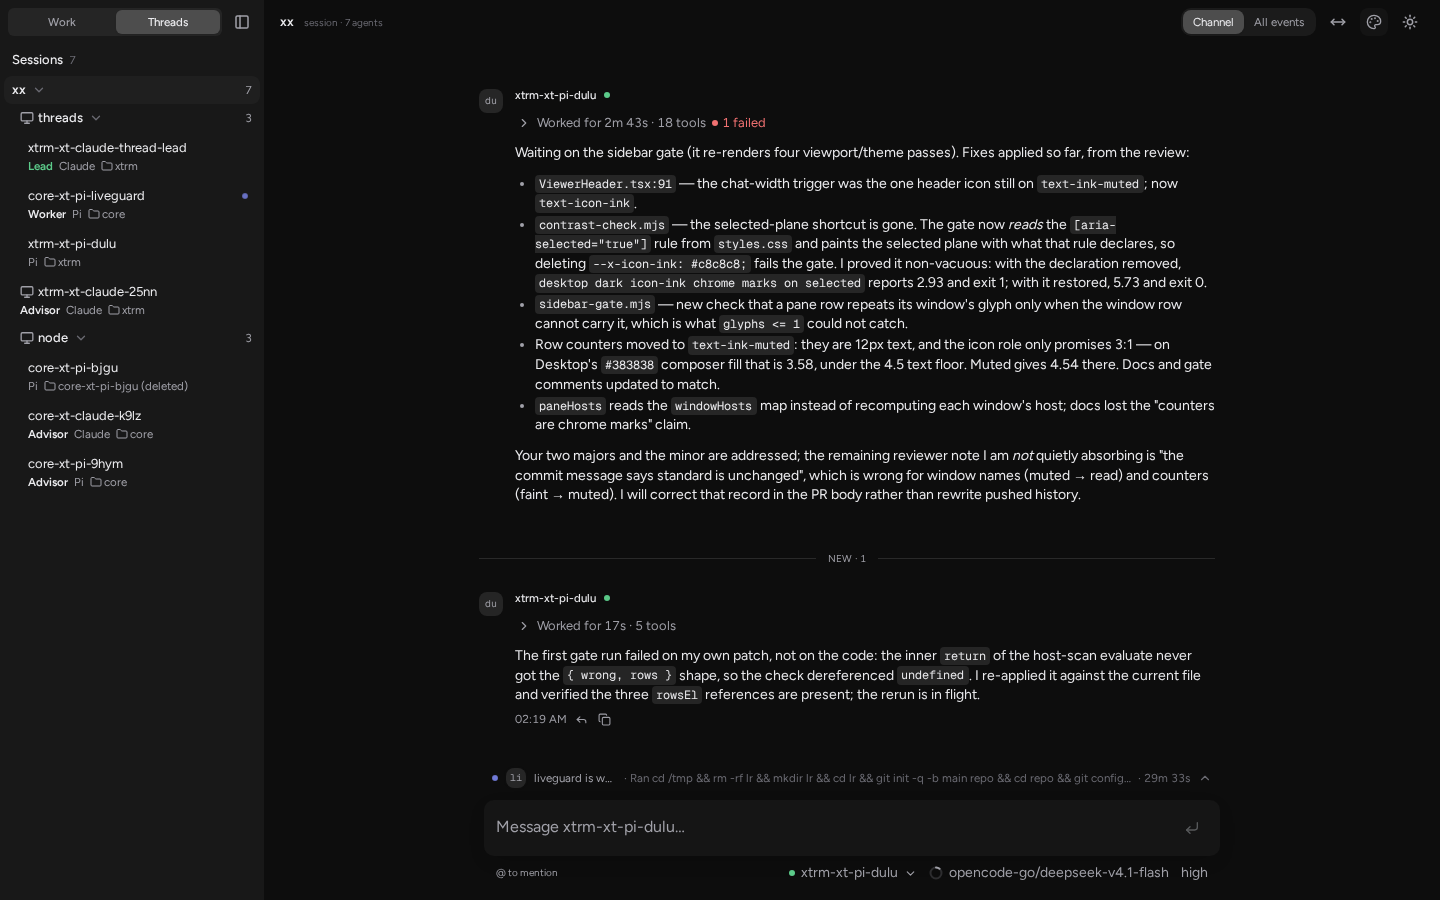 Work Threads
Sessions 7
xx 7
threads 3
xtrm-xt-claude-thread-lead
Lead Claude xtrm
core-xt-pi-liveguard
Worker Pi core
xtrm-xt-pi-dulu
Pi xtrm
xtrm-xt-claude-25nn
Advisor Claude xtrm
node 3
core-xt-pi-bjgu
Pi core-xt-pi-bjgu (deleted)
core-xt-claude-k9lz
Advisor Claude core
core-xt-pi-9hym
Advisor Pi core
xx session · 7 agents Channel All events
du xtrm-xt-pi-dulu
Worked for 2m 43s · 18 tools 1 failed
Waiting on the sidebar gate (it re-renders four viewport/theme passes). Fixes applied so far, from the review:
• ViewerHeader.tsx:91 — the chat-width trigger was the one header icon still on text-ink-muted; now
text-icon-ink.
• contrast-check.mjs — the selected-plane shortcut is gone. The gate now reads the [aria-
selected="true"] rule from styles.css and paints the selected plane with what that rule declares, so
deleting --x-icon-ink: #c8c8c8; fails the gate. I proved it non-vacuous: with the declaration removed,
desktop dark icon-ink chrome marks on selected reports 2.93 and exit 1; with it restored, 5.73 and exit 0.
• sidebar-gate.mjs — new check that a pane row repeats its window's glyph only when the window row
cannot carry it, which is what glyphs <= 1 could not catch.
• Row counters moved to text-ink-muted: they are 12px text, and the icon role only promises 3:1 — on
Desktop's #383838 composer fill that is 3.58, under the 4.5 text floor. Muted gives 4.54 there. Docs and gate
comments updated to match.
• paneHosts reads the windowHosts map instead of recomputing each window's host; docs lost the "counters
are chrome marks" claim.
Your two majors and the minor are addressed; the remaining reviewer note I am not quietly absorbing is "the
commit message says standard is unchanged", which is wrong for window names (muted → read) and counters
(faint → muted). I will correct that record in the PR body rather than rewrite pushed history.
NEW · 1
du xtrm-xt-pi-dulu
Worked for 17s · 5 tools
The first gate run failed on my own patch, not on the code: the inner return of the host-scan evaluate never
got the { wrong, rows } shape, so the check dereferenced undefined. I re-applied it against the current file
and verified the three rowsEl references are present; the rerun is in flight.
02:19 AM
li liveguard is w... · Ran cd /tmp && rm -rf lr && mkdir lr && cd lr && git init -q -b main repo && cd repo && git config... · 29m 33s
Message xtrm-xt-pi-dulu...
@ to mention xtrm-xt-pi-dulu opencode-go/deepseek-v4.1-flash high